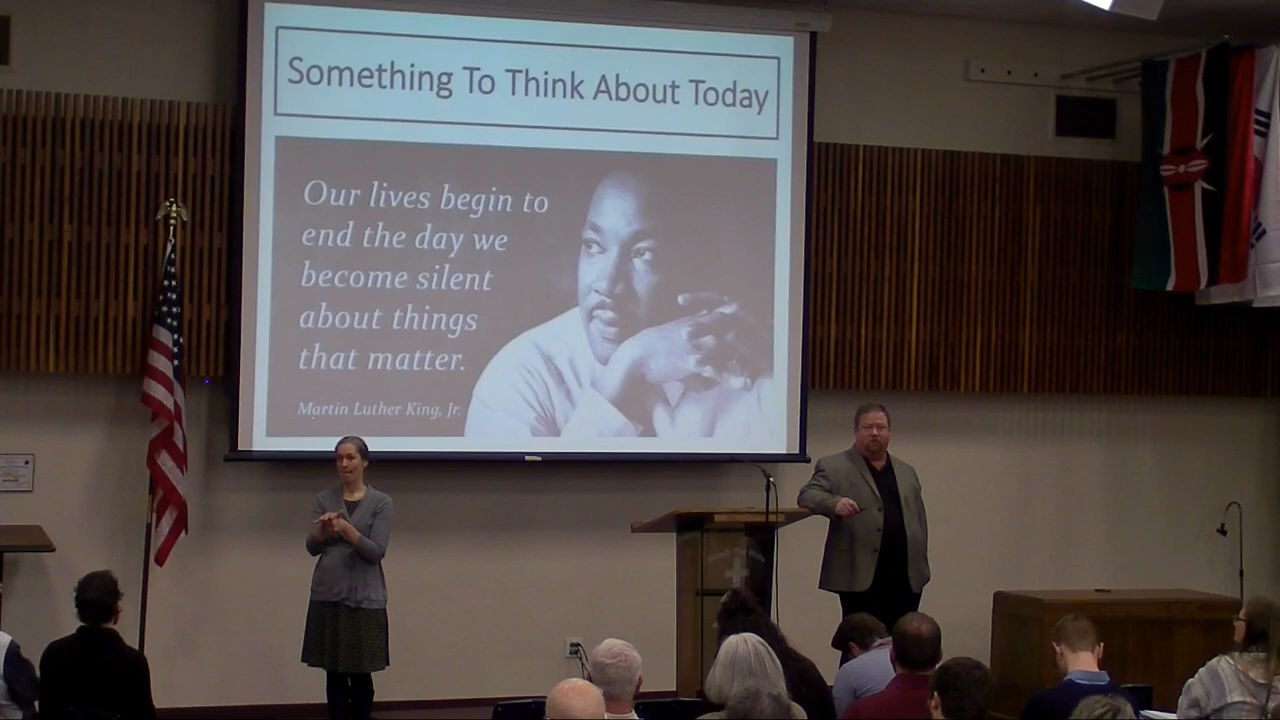 Something To Think About Today
Our lives begin to
end the day we
become silent
about things
that matter.
Martin Luther King, Jr.